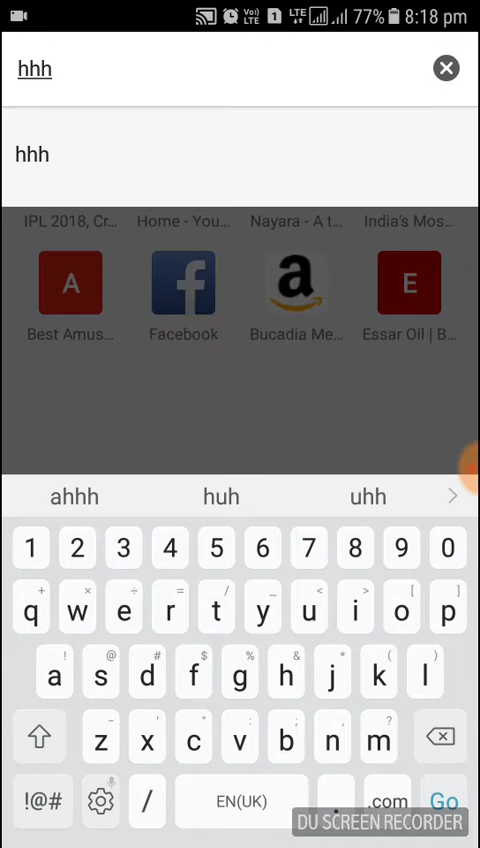 Vo)) LTE 1 LTE 77% 8:18 pm
hhh
hhh
IPL 2018, Cr... Home - You... Nayara - A t... India's Mos...
A f a E
Best Amus... Facebook Bucadia Me... Essar Oil | B...
ahhh huh uhh >
1 2 3 4 5 6 7 8 9 0
+ × ÷ = / _ < > [ ]
q w e r t y u i o p
! @ # $ % & * ( )
a s d f g h j k l
- ' " : ; , ?
z x c v b n m
!@# / EN(UK) . .com Go
DU SCREEN RECORDER